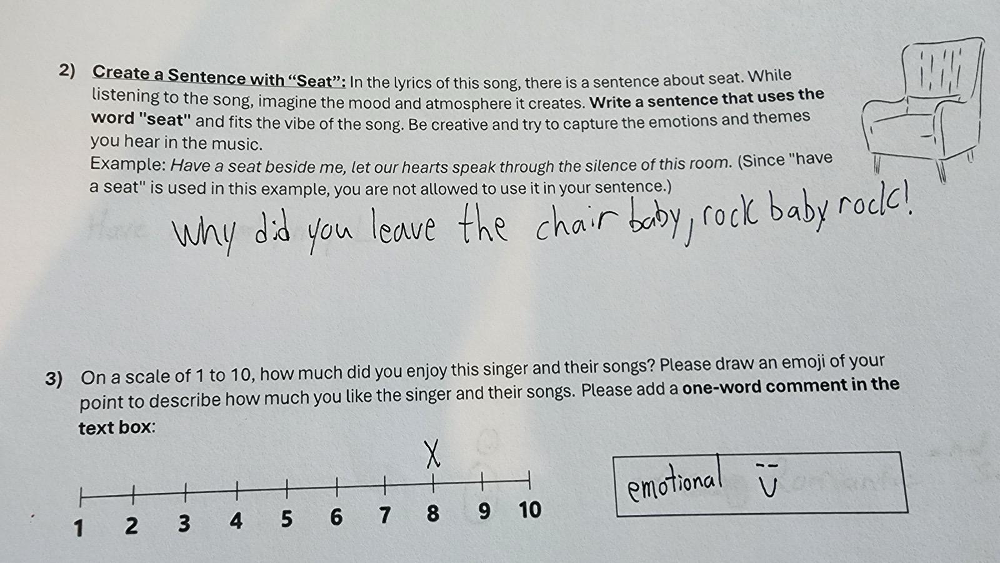 2) Create a Sentence with “Seat”: In the lyrics of this song, there is a sentence about seat. While
listening to the song, imagine the mood and atmosphere it creates. Write a sentence that uses the
word "seat" and fits the vibe of the song. Be creative and try to capture the emotions and themes
you hear in the music.
Example: Have a seat beside me, let our hearts speak through the silence of this room. (Since "have
a seat" is used in this example, you are not allowed to use it in your sentence.)
Why did you leave the chair baby, rock baby rock!
3) On a scale of 1 to 10, how much did you enjoy this singer and their songs? Please draw an emoji of your
point to describe how much you like the singer and their songs. Please add a one-word comment in the
text box:
X
1 2 3 4 5 6 7 8 9 10
emotional